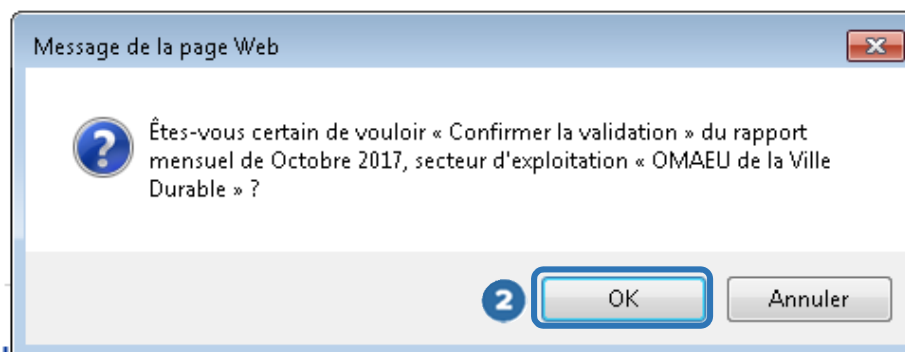 Message de la page Web
Êtes-vous certain de vouloir « Confirmer la validation » du rapport
mensuel de Octobre 2017, secteur d'exploitation « OMAEU de la Ville
Durable » ?
2 OK Annuler